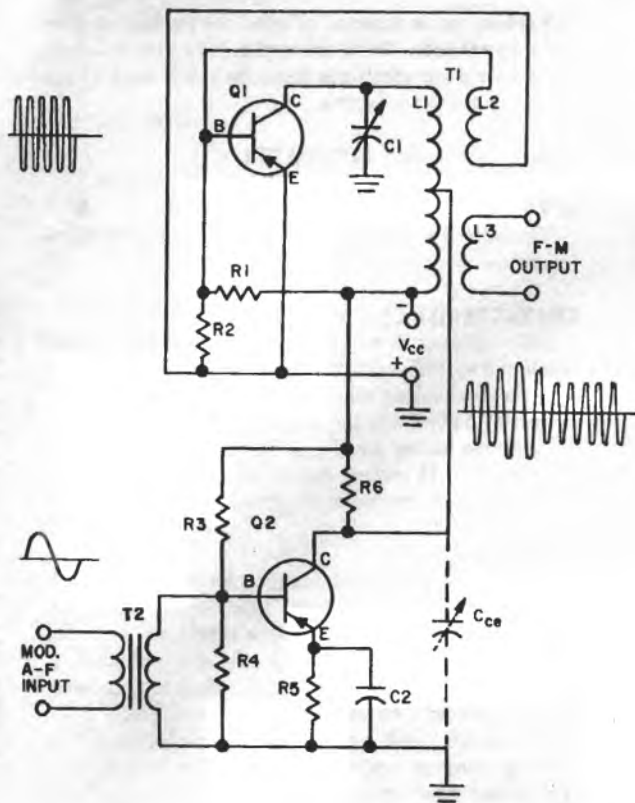 T1
Q1
C
L1
L2
B
C1
E
L3
F-M
OUTPUT
R1
R2
-
Vcc
+
R6
R3
Q2
C
B
T2
E
Cce
MOD.
A-F
INPUT
R4
R5
C2